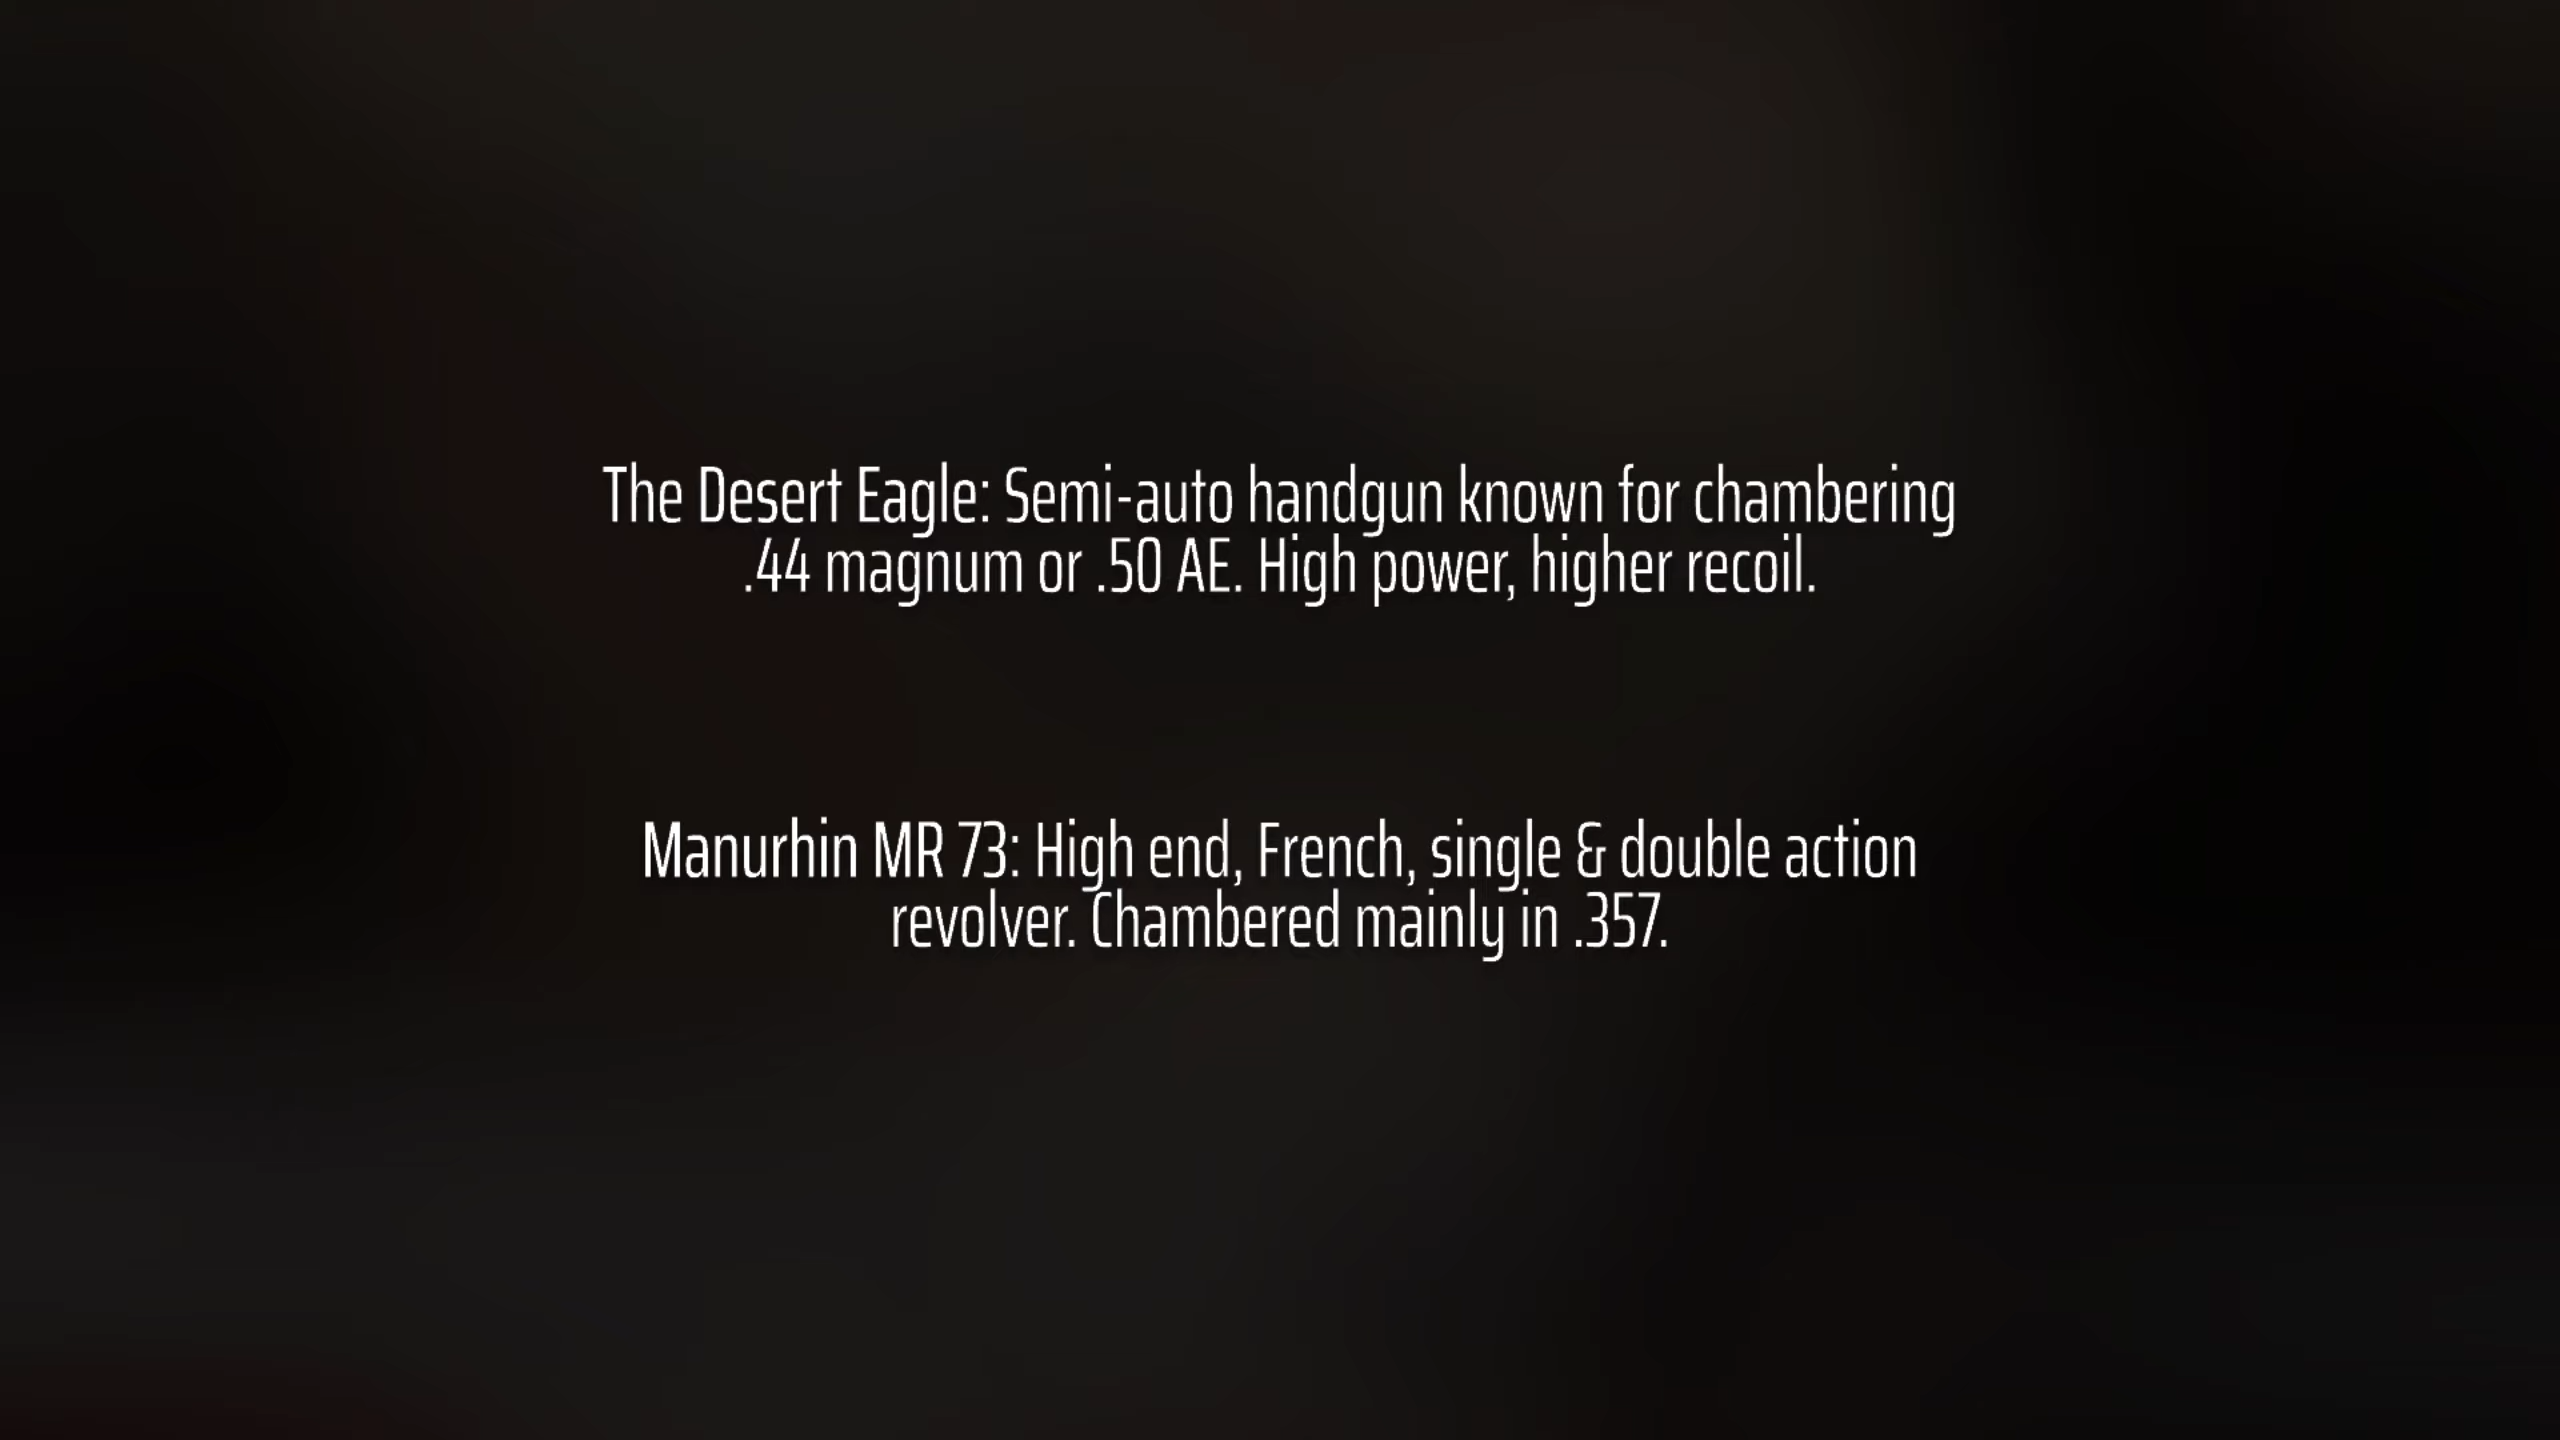 The Desert Eagle: Semi-auto handgun known for chambering
.44 magnum or .50 AE. High power, higher recoil.
Manurhin MR 73: High end, French, single & double action
revolver. Chambered mainly in .357.